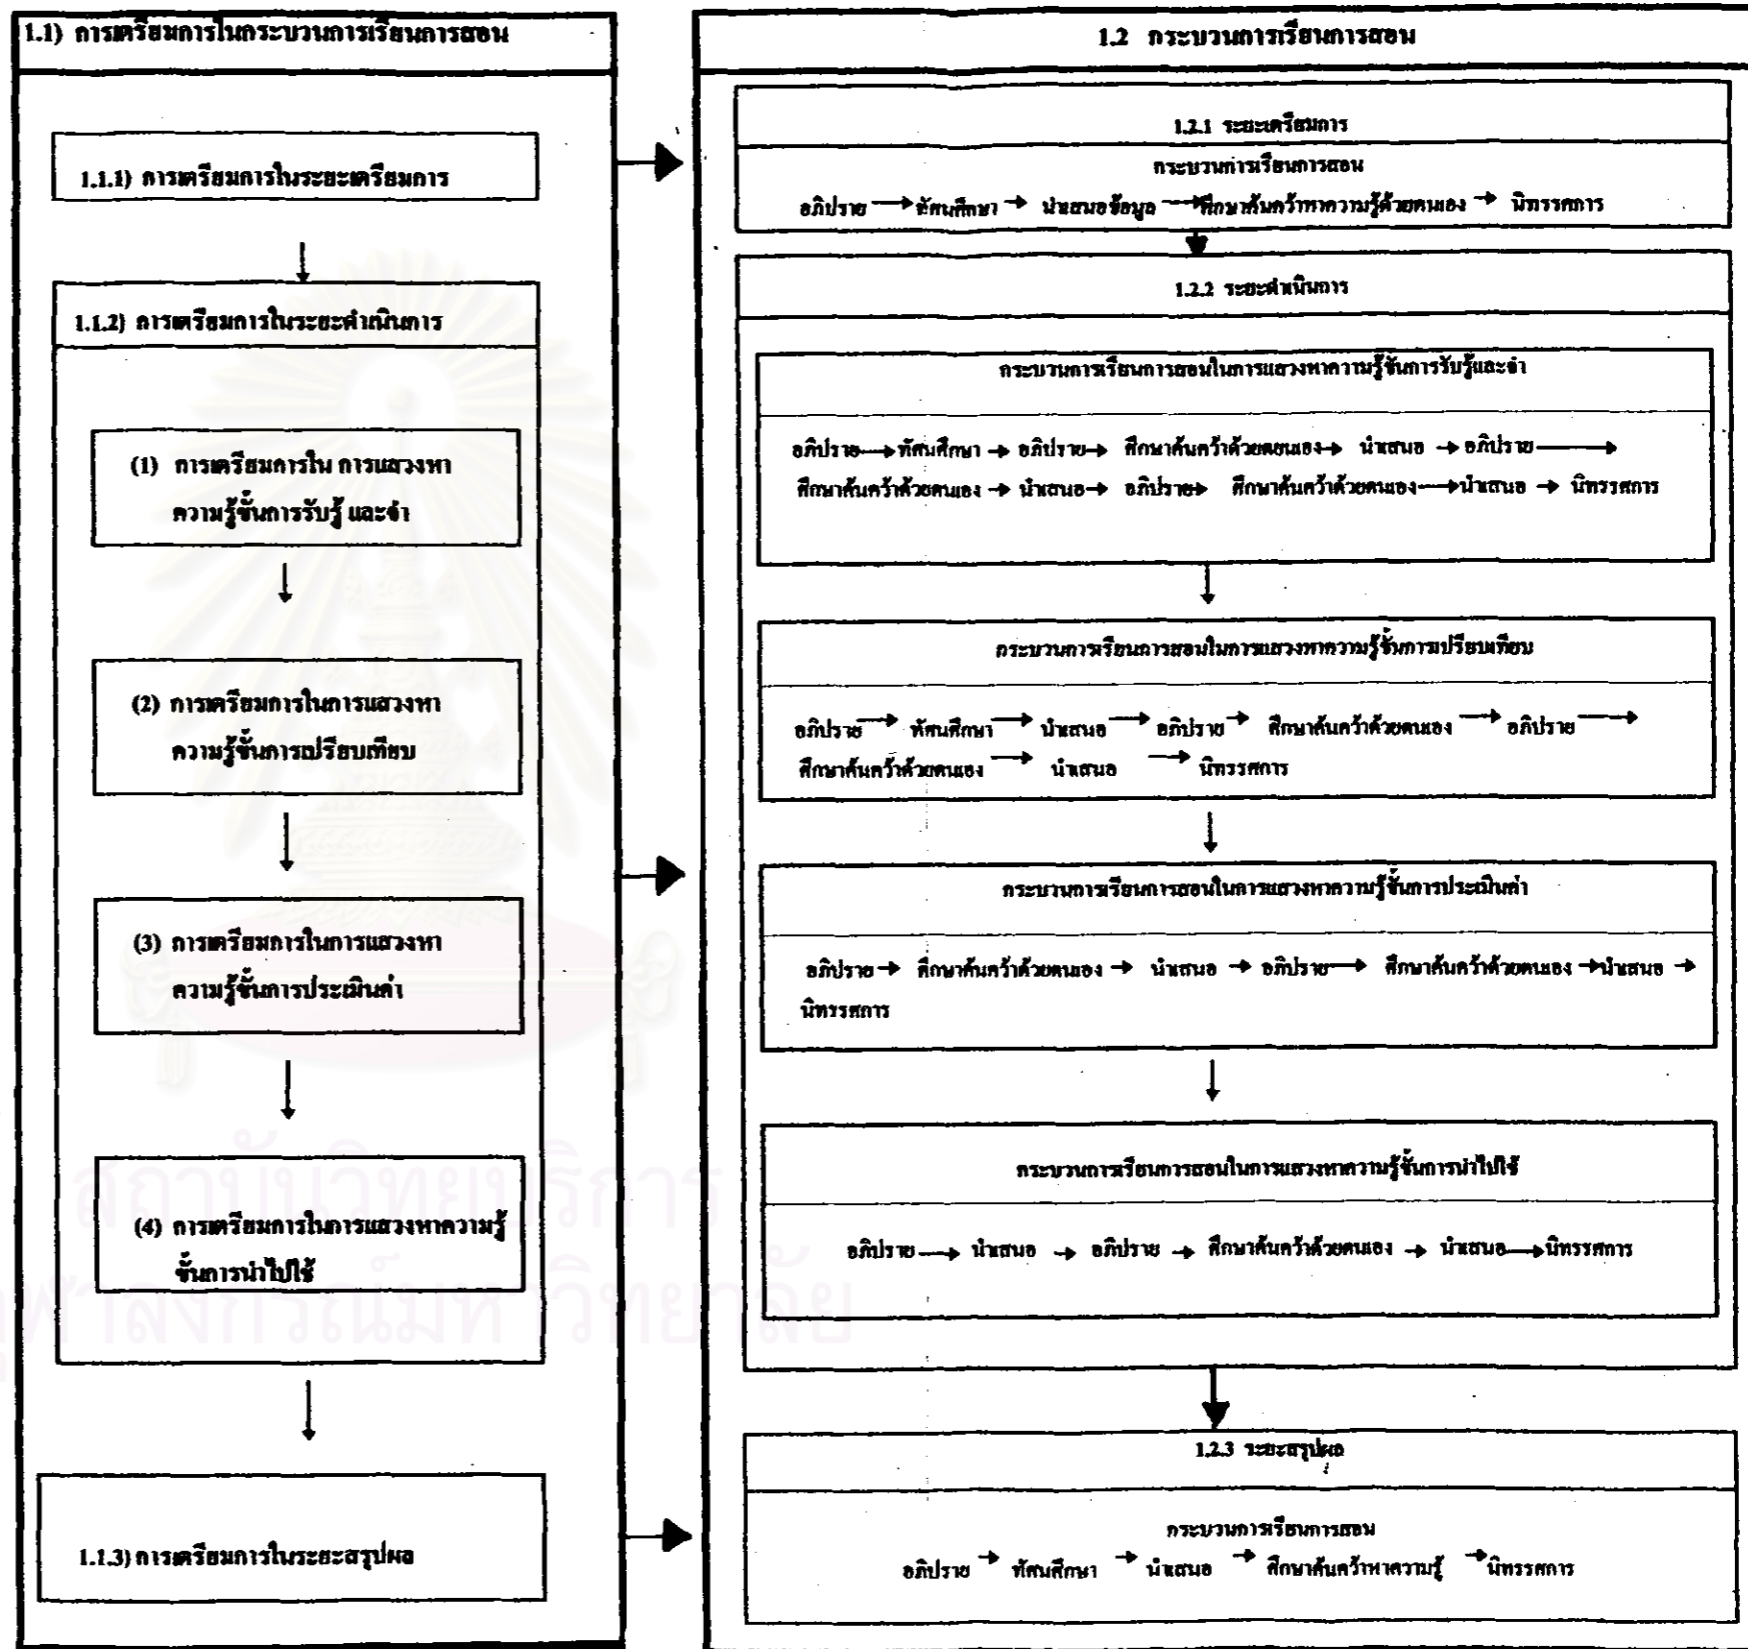 1.1) การเตรียมการในกระบวนการเรียนการสอน
1.1.1) การเตรียมการในระยะเตรียมการ
1.1.2) การเตรียมการในระยะดำเนินการ
(1) การเตรียมการใน การแสวงหา
ความรู้ขั้นการรับรู้ และจำ
(2) การเตรียมการในการแสวงหา
ความรู้ขั้นการเปรียบเทียบ
(3) การเตรียมการในการแสวงหา
ความรู้ขั้นการประเมินค่า
(4) การเตรียมการในการแสวงหาความรู้
ขั้นการนำไปใช้
1.1.3) การเตรียมการในระยะสรุปผล
1.2 กระบวนการเรียนการสอน
1.2.1 ระยะเตรียมการ
กระบวนการเรียนการสอน
อภิปราย → ทัศนศึกษา → นำเสนอข้อมูล → ศึกษาค้นคว้าหาความรู้ด้วยตนเอง → นิทรรศการ
1.2.2 ระยะดำเนินการ
กระบวนการเรียนการสอนในการแสวงหาความรู้ขั้นการรับรู้และจำ
อภิปราย → ทัศนศึกษา → อภิปราย → ศึกษาค้นคว้าด้วยตยนเอง → นำเสนอ → อภิปราย →
ศึกษาค้นคว้าด้วยตนเอง → นำเสนอ → อภิปราย → ศึกษาค้นคว้าด้วยตนเอง → นำเสนอ → นิทรรศการ
กระบวนการเรียนการสอนในการแสวงหาความรู้ขั้นการเปรียบเทียบ
อภิปราย → ทัศนศึกษา → นำเสนอ → อภิปราย → ศึกษาค้นคว้าด้วยตนเอง → อภิปราย →
ศึกษาค้นคว้าด้วยตนเอง → นำเสนอ → นิทรรศการ
กระบวนการเรียนการสอนในการแสวงหาความรู้ขั้นการประเมินค่า
อภิปราย → ศึกษาค้นคว้าด้วยตนเอง → นำเสนอ → อภิปราย → ศึกษาค้นคว้าด้วยตนเอง → นำเสนอ →
นิทรรศการ
กระบวนการเรียนการสอนในการแสวงหาความรู้ขั้นการนำไปใช้
อภิปราย → นำเสนอ → อภิปราย → ศึกษาค้นคว้าด้วยตนเอง → นำเสนอ → นิทรรศการ
1.2.3 ระยะสรุปผล
กระบวนการเรียนการสอน
อภิปราย → ทัศนศึกษา → นำเสนอ → ศึกษาค้นคว้าหาความรู้ → นิทรรศการ
สถาบันวิทยบริการ
จุฬาลงกรณ์มหาวิทยาลัย